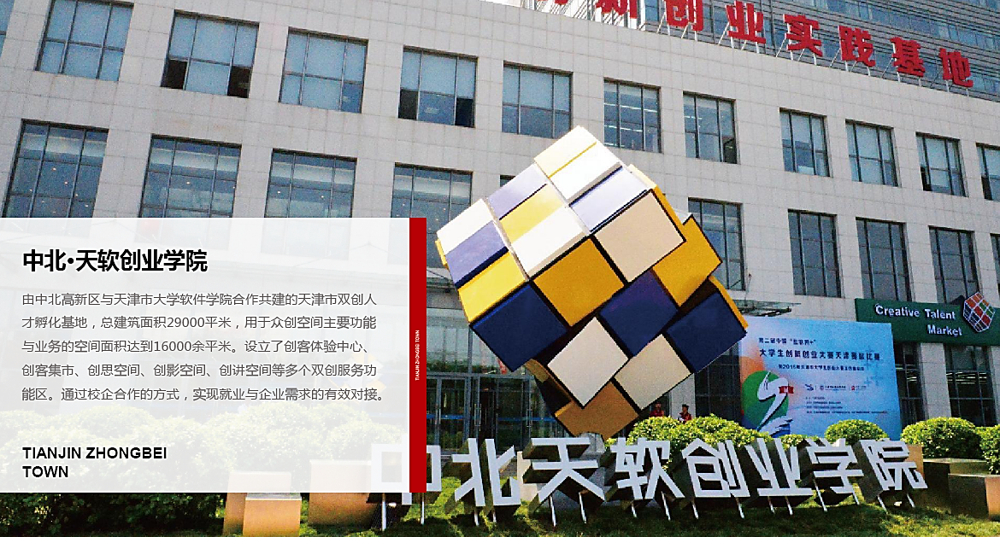 新创业实践基地
中北·天软创业学院
由中北高新区与天津市大学软件学院合作共建的天津市双创人
才孵化基地，总建筑面积29000平米，用于众创空间主要功能
与业务的空间面积达到16000余平米。设立了创客体验中心、
创客集市、创思空间、创影空间、创讲空间等多个双创服务功
能区。通过校企合作的方式，实现就业与企业需求的有效对接。
TIANJIN ZHONGBEI
TOWN
TIANJIN ZHONGBEI TOWN
Creative Talent
Market
第二届中国“互联网+”
大学生创新创业大赛天津赛区比赛
中北天软创业学院